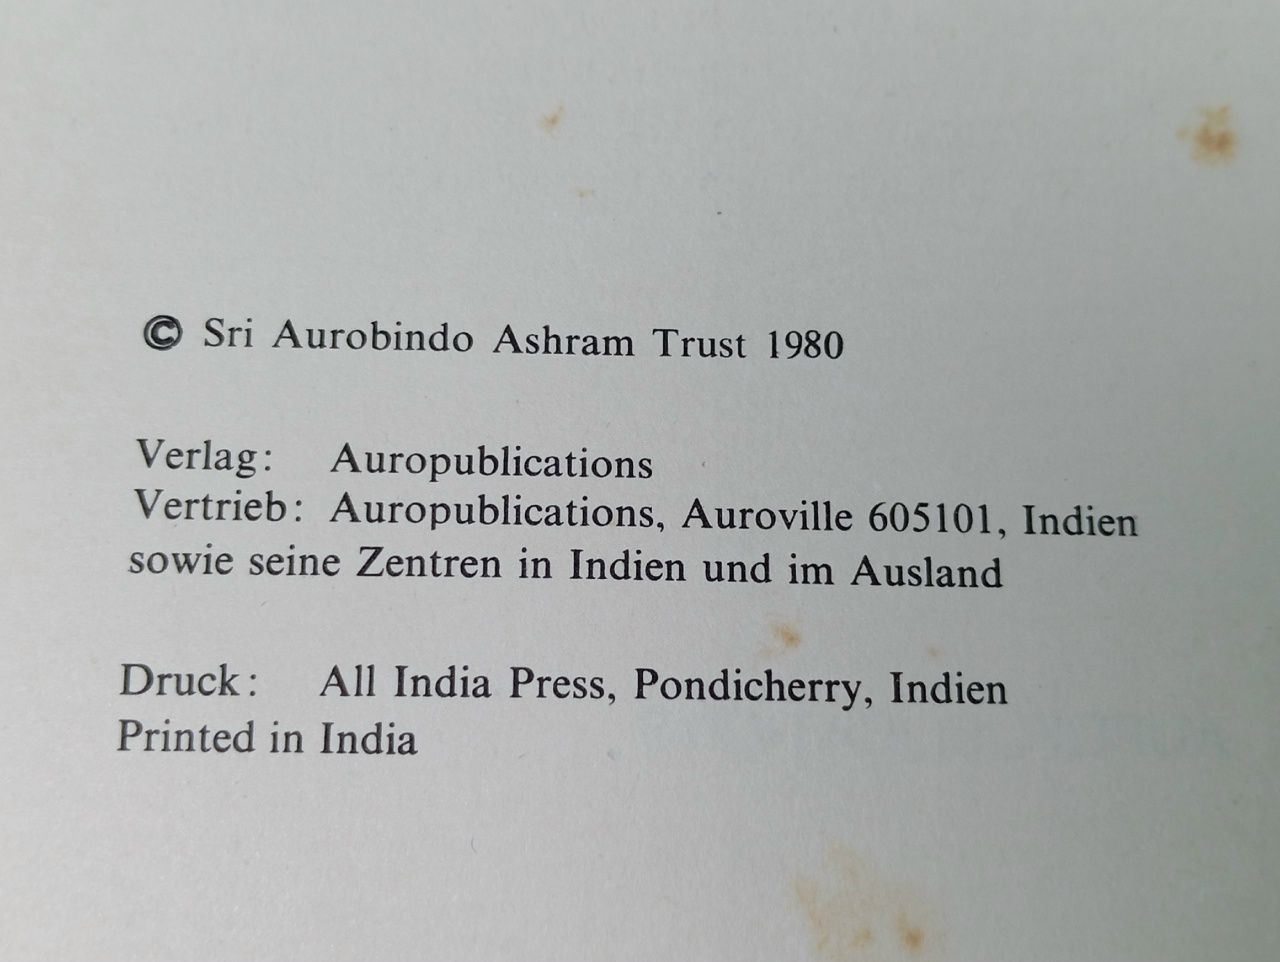 © Sri Aurobindo Ashram Trust 1980
Verlag: Auropublications
Vertrieb: Auropublications, Auroville 605101, Indien
sowie seine Zentren in Indien und im Ausland
Druck: All India Press, Pondicherry, Indien
Printed in India